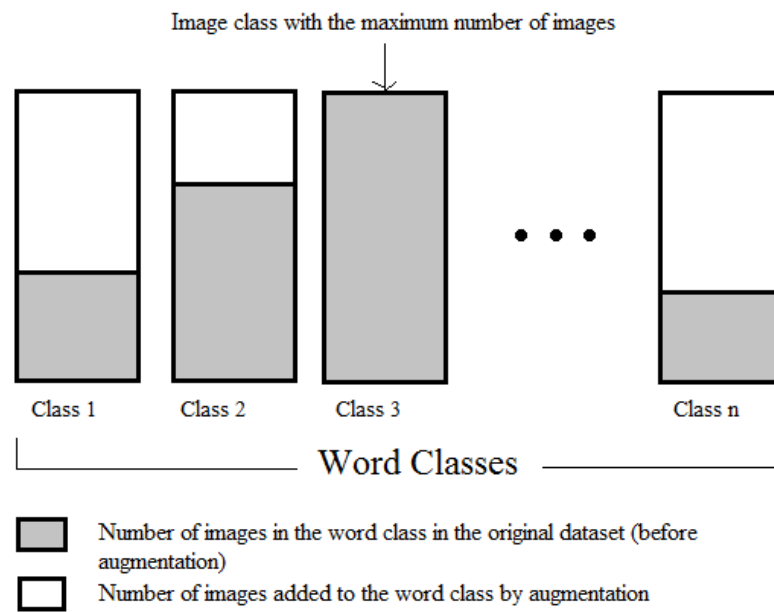 Image class with the maximum number of images
Class 1
Class 2
Class 3
Class n
Word Classes
Number of images in the word class in the original dataset (before
augmentation)
Number of images added to the word class by augmentation